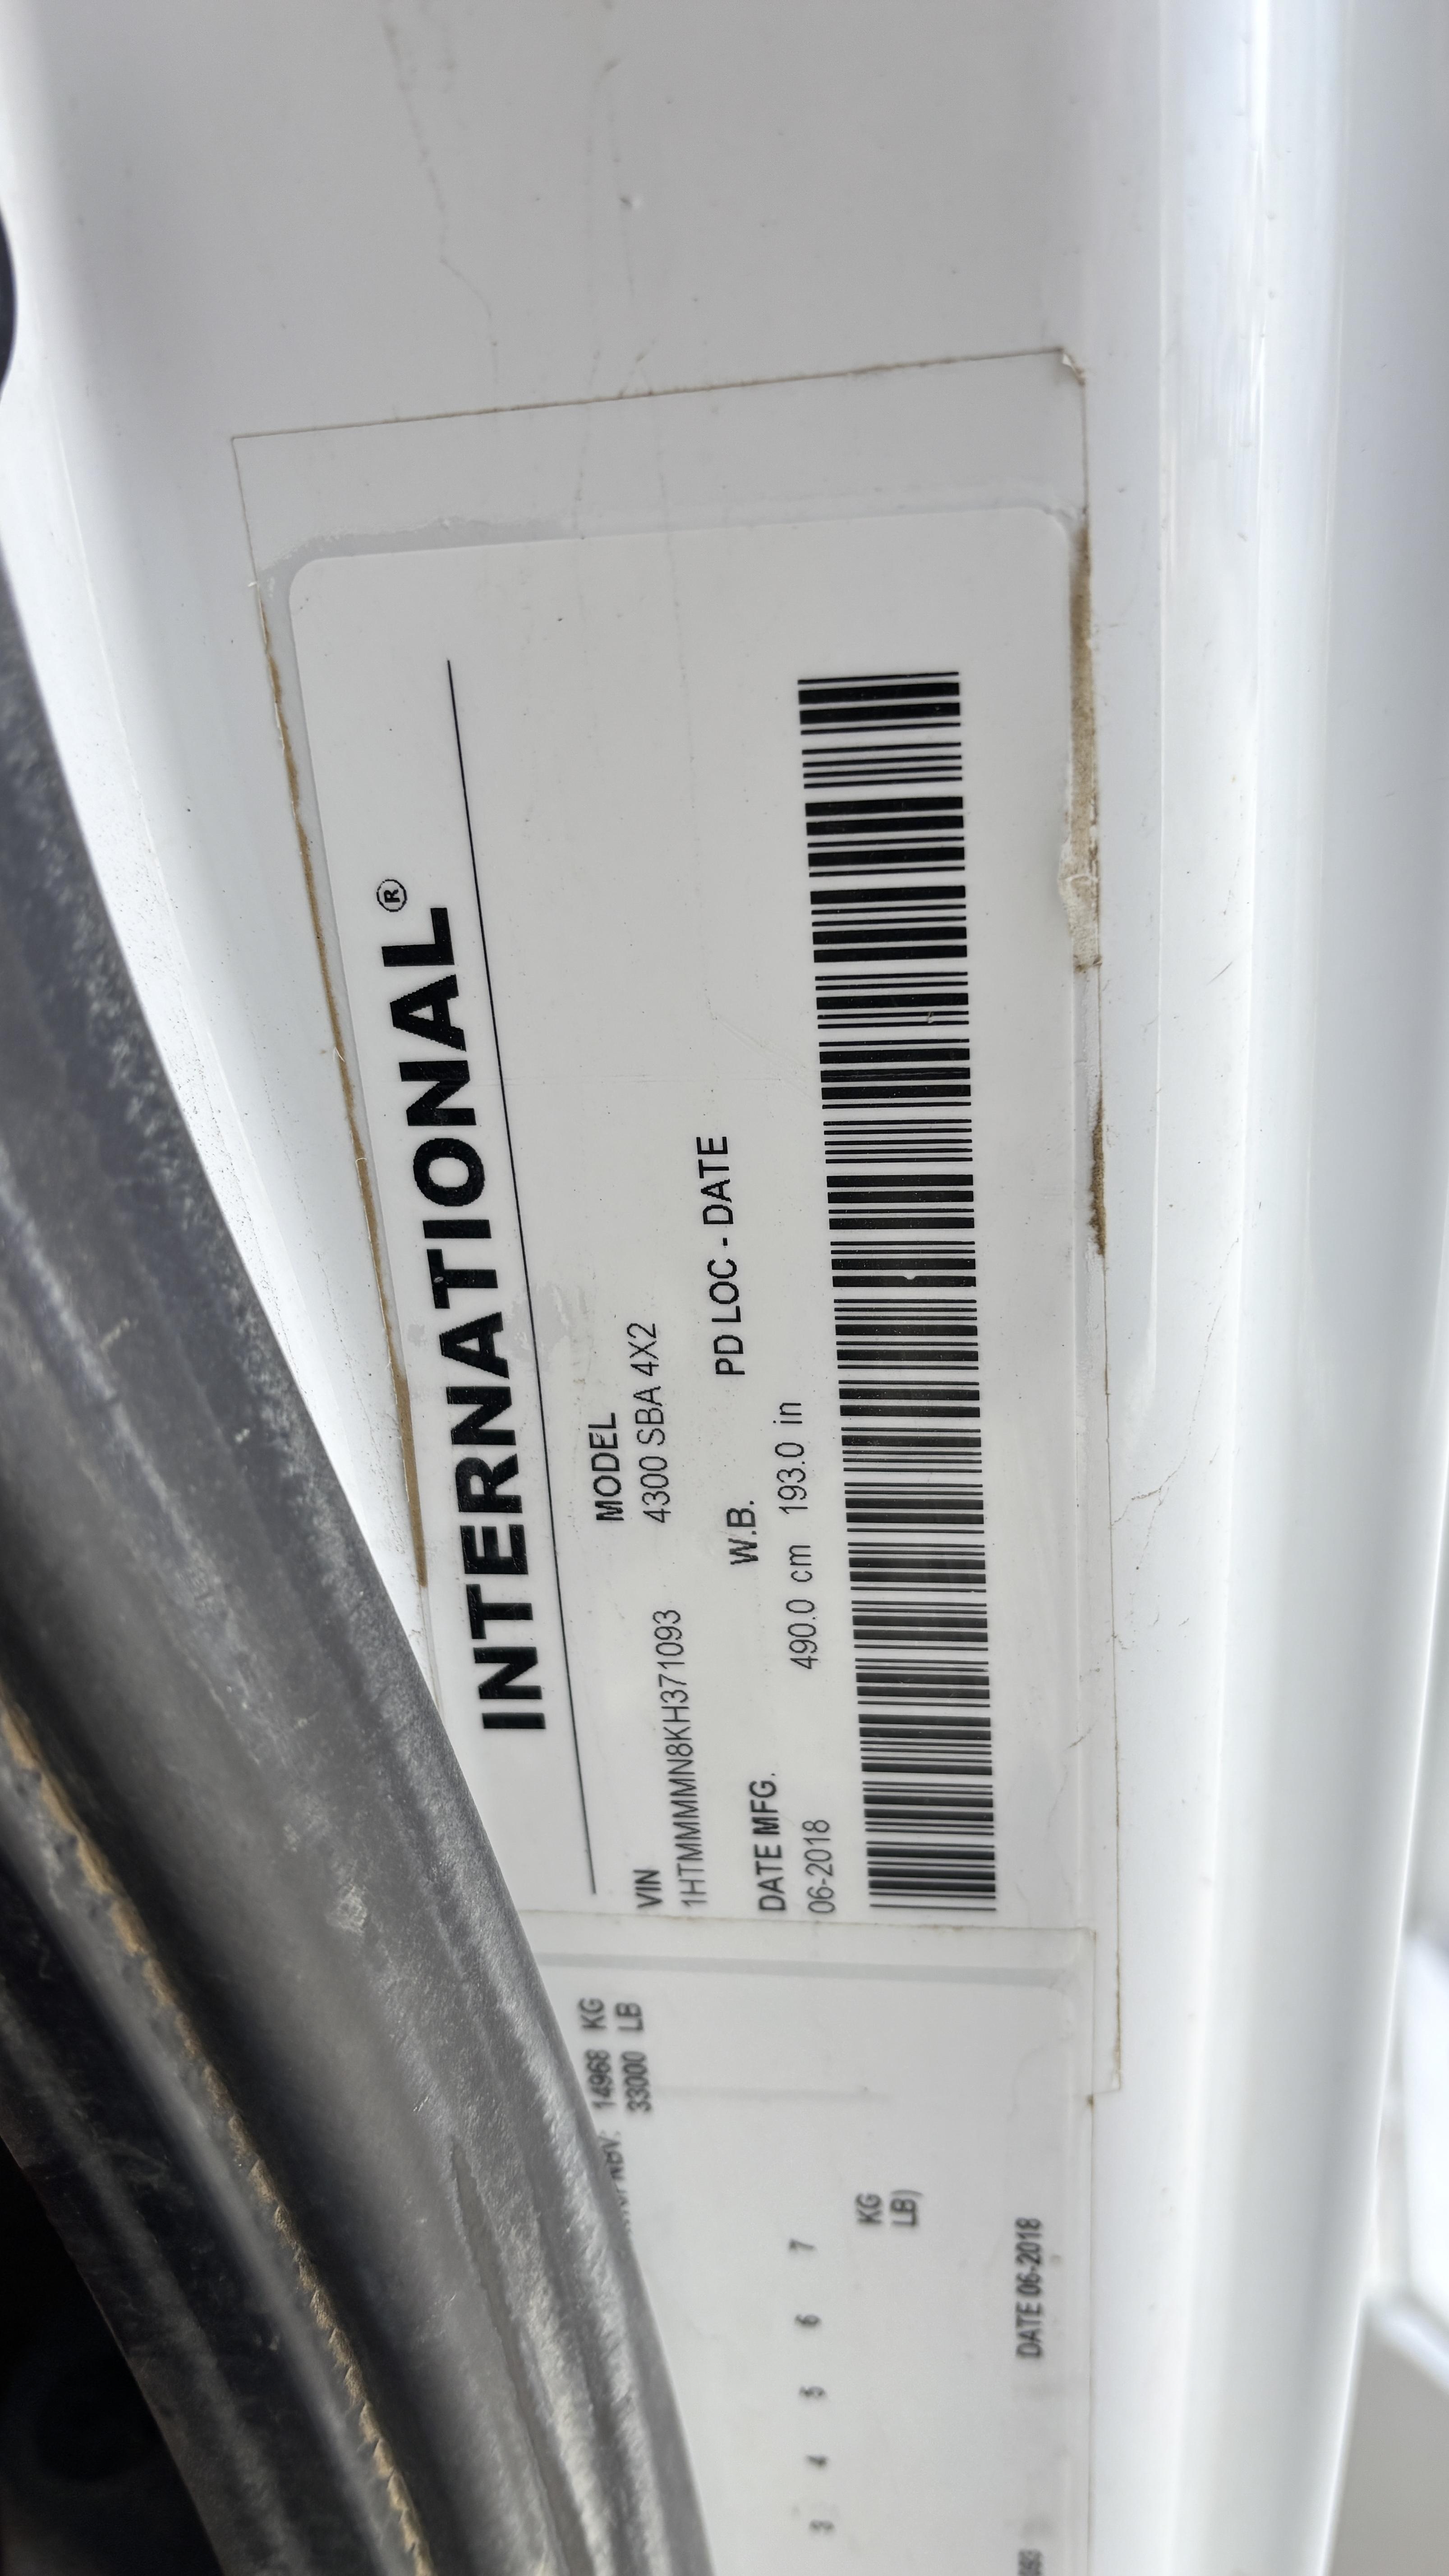 INTERNATIONAL®
VIN MODEL
1HTMMMMN8KH371093 4300 SBA 4X2
DATE MFG. W.B. PD LOC - DATE
06-2018 490.0 cm 193.0 in
14968 KG
33000 LB
3 4 5 6 7
KG
LB)
DATE 06-2018